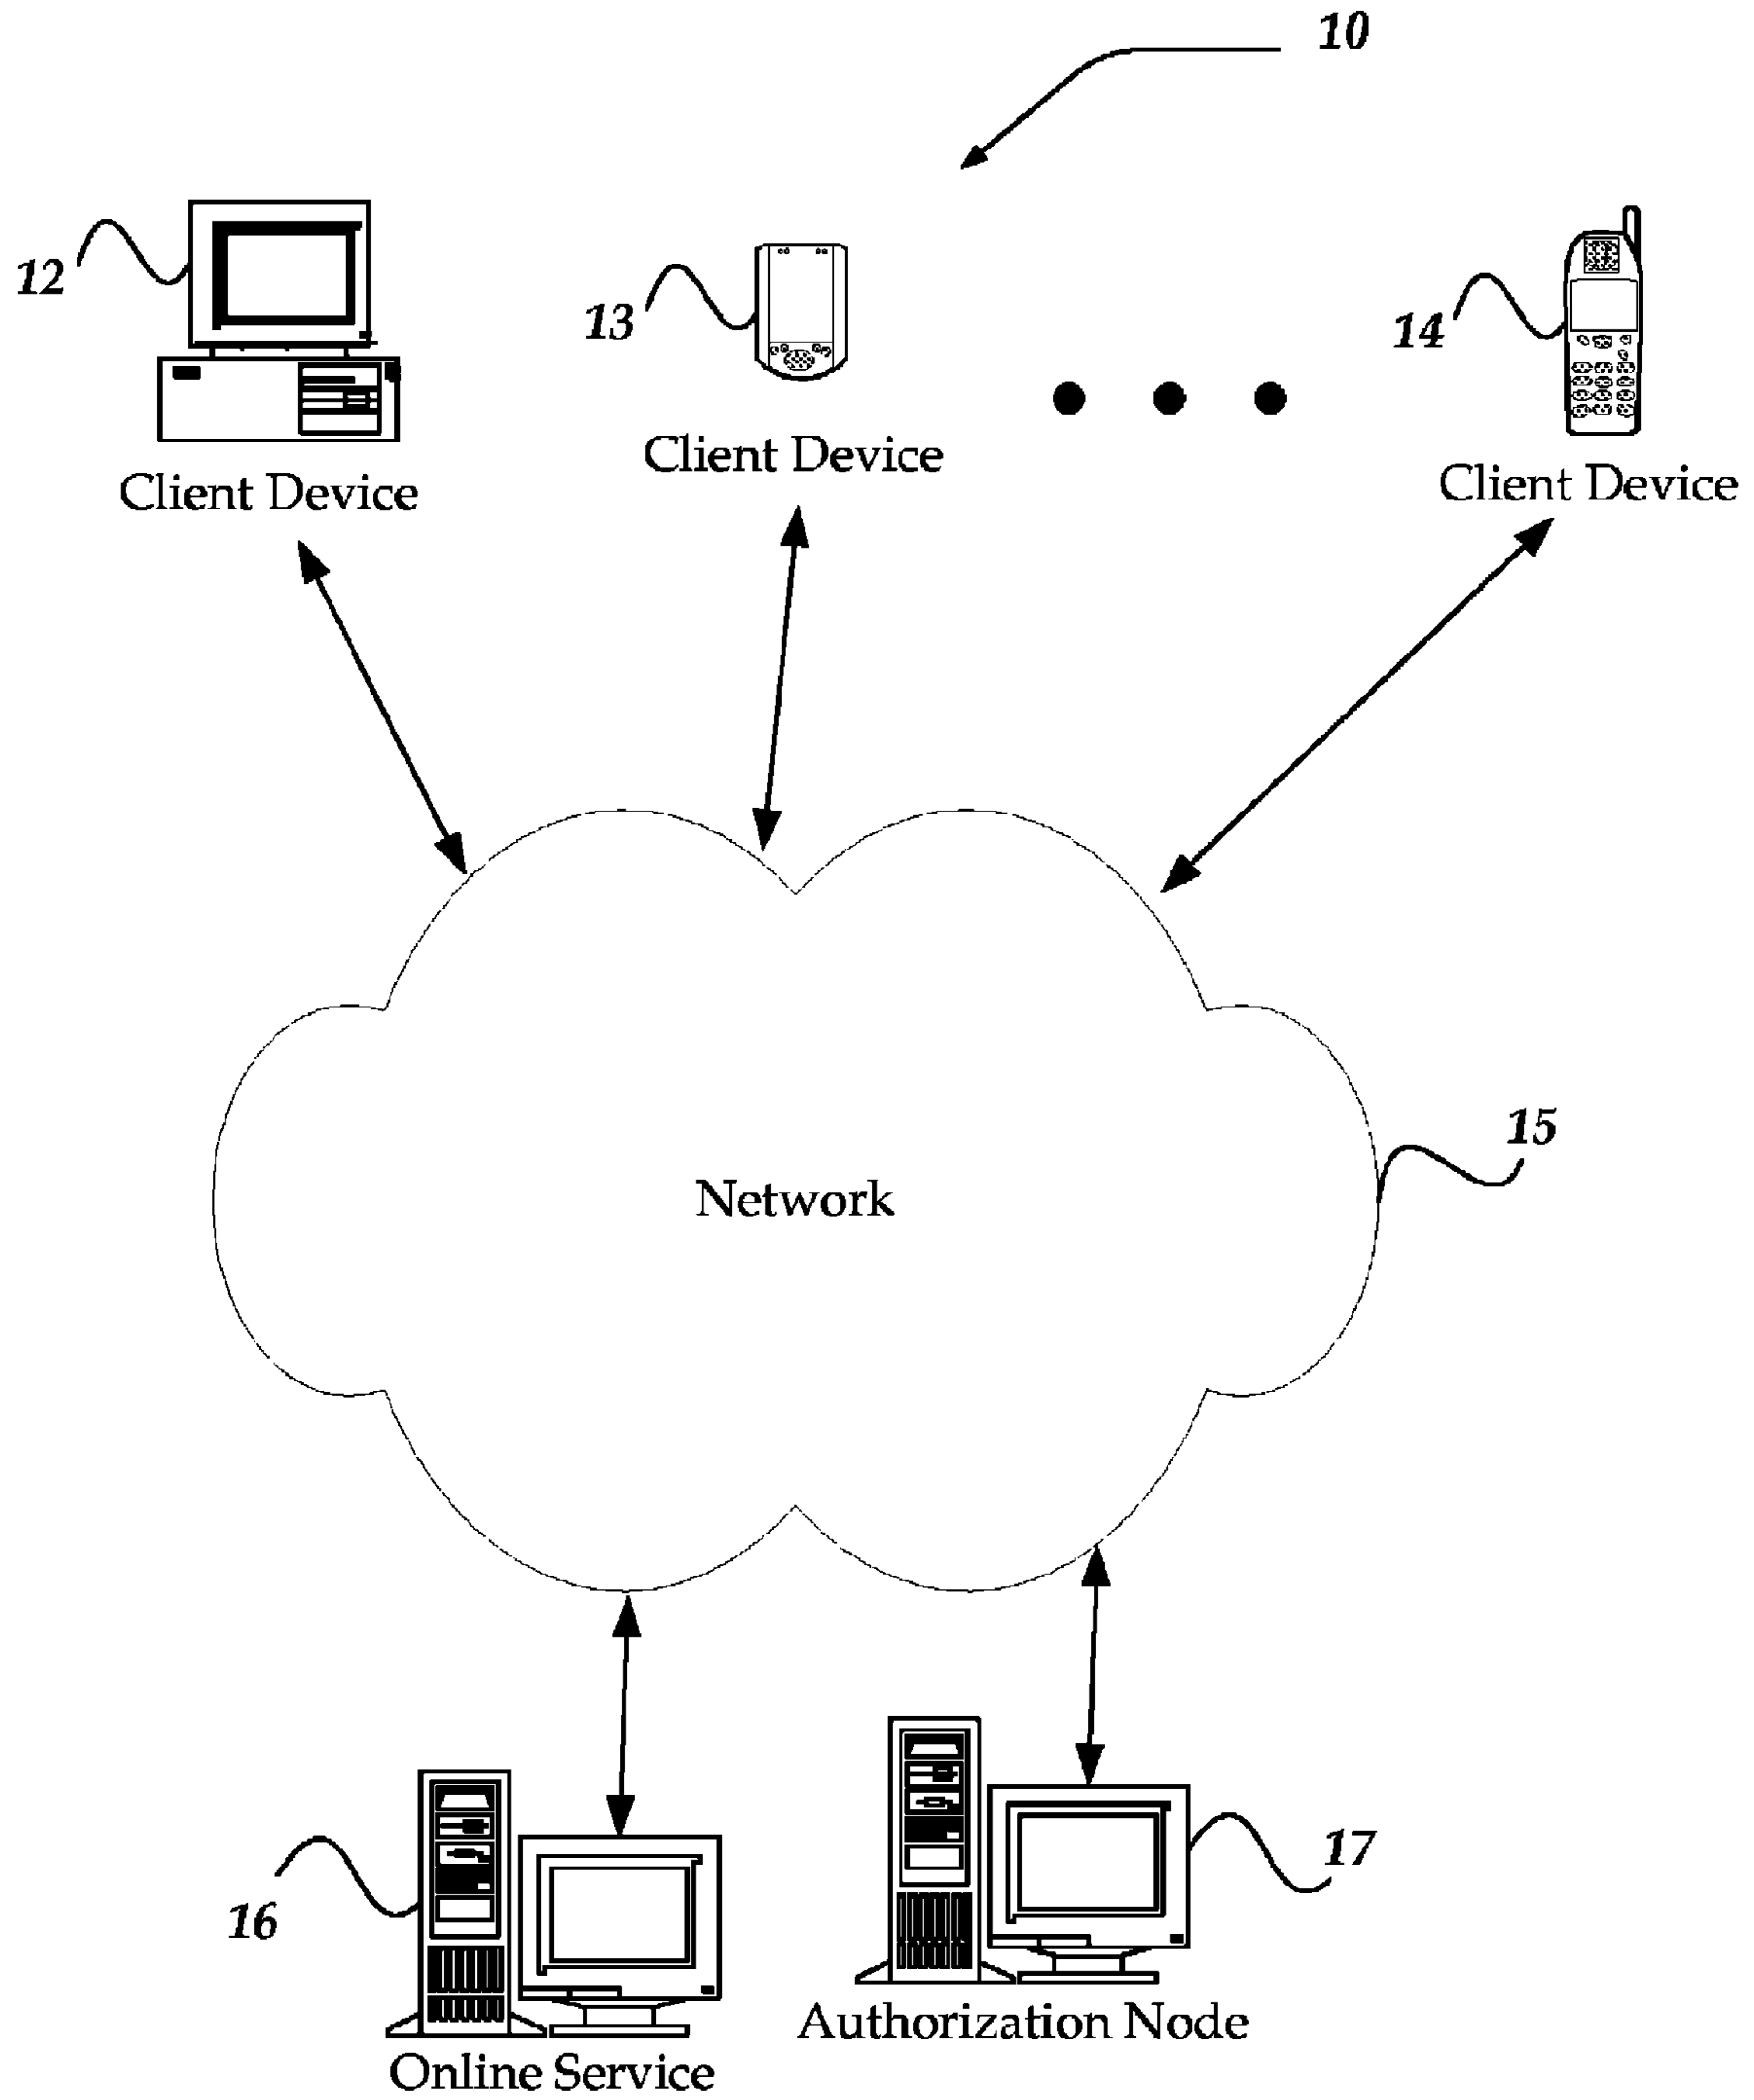 10
12
13
14
Client Device
Client Device
Client Device
15
Network
16
17
Online Service
Authorization Node